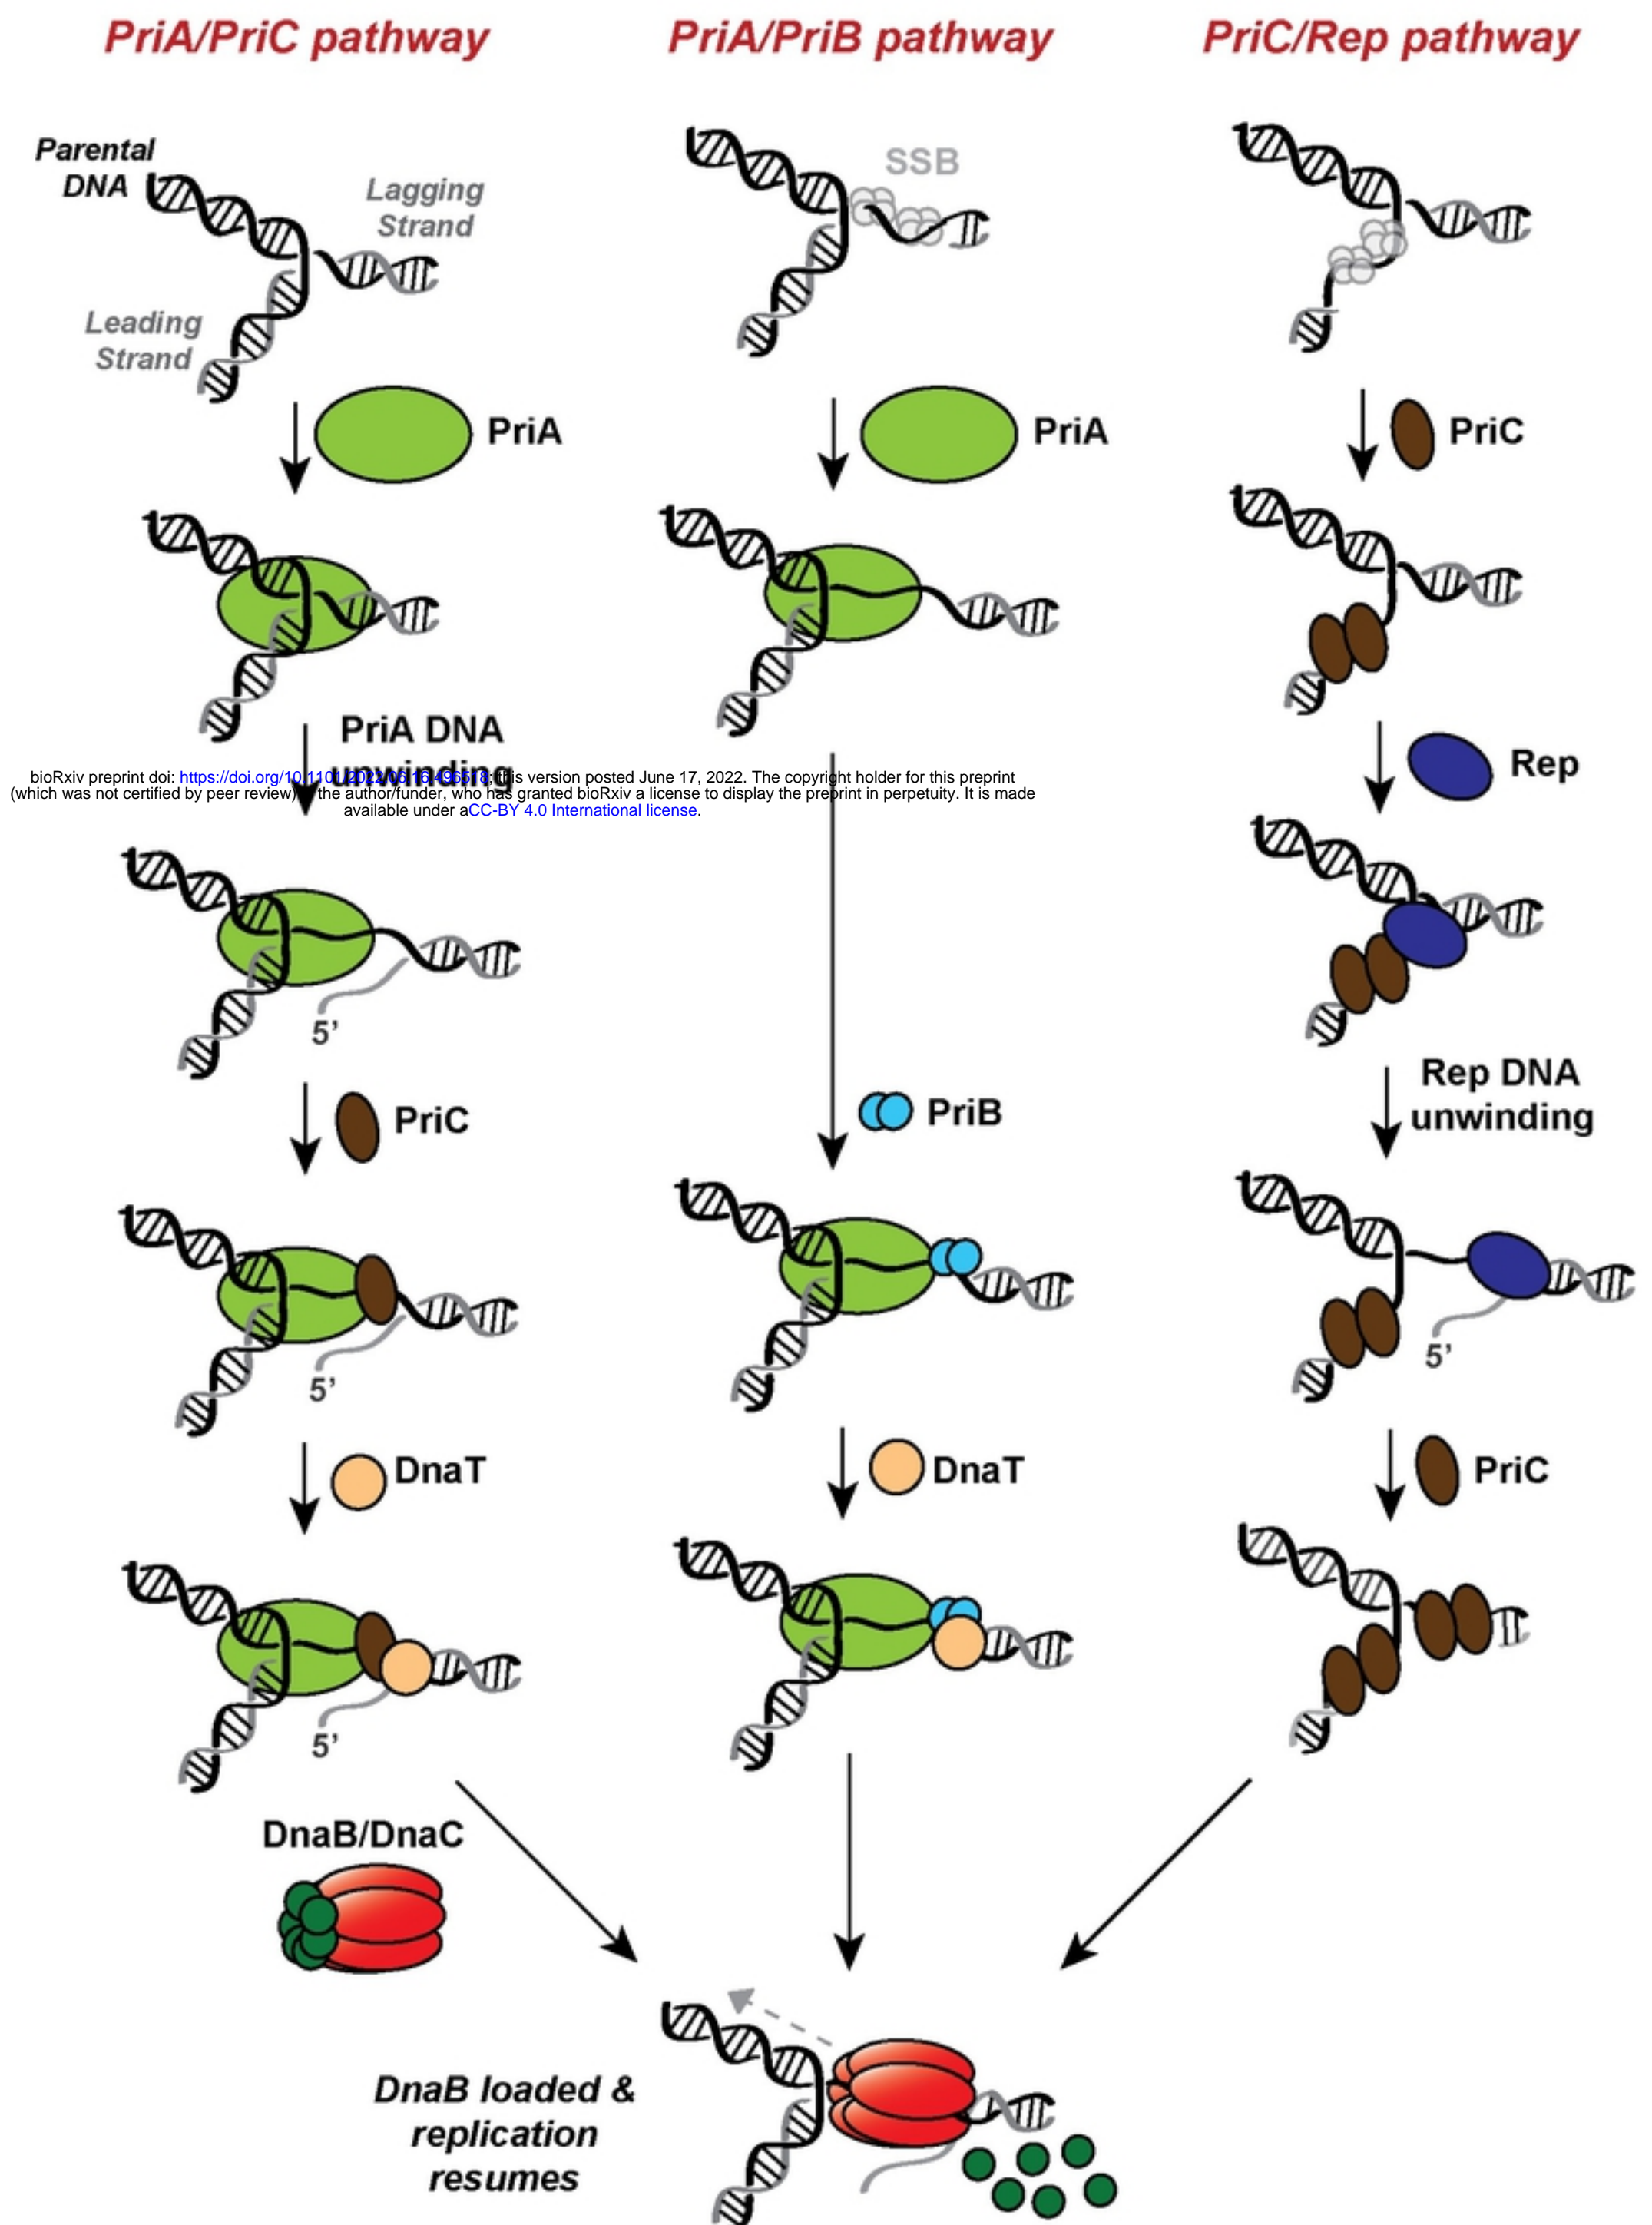 PriA/PriC pathway
PriA/PriB pathway
PriC/Rep pathway
Parental
DNA
Lagging
Strand
Leading
Strand
SSB
PriA
PriA
PriC
PriA DNA
unwinding
Rep
bioRxiv preprint doi: https://doi.org/10.1101/2022.06.16.496518; this version posted June 17, 2022. The copyright holder for this preprint
(which was not certified by peer review) the author/funder, who has granted bioRxiv a license to display the preprint in perpetuity. It is made
available under aCC-BY 4.0 International license.
5’
Rep DNA
unwinding
PriC
PriB
5’
5’
DnaT
DnaT
PriC
5’
DnaB/DnaC
DnaB loaded &
replication
resumes